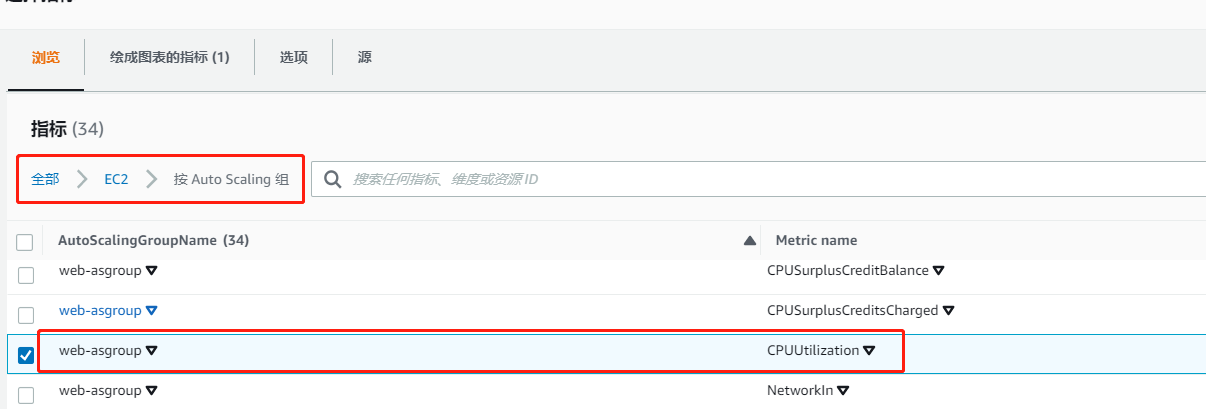 浏览 绘成图表的指标 (1) 选项 源
指标 (34)
全部 EC2 按 Auto Scaling 组 搜索任何指标、维度或资源 ID
AutoScalingGroupName (34) Metric name
web-asgroup CPUSurplusCreditBalance
web-asgroup CPUSurplusCreditsCharged
web-asgroup CPUUtilization
web-asgroup NetworkIn